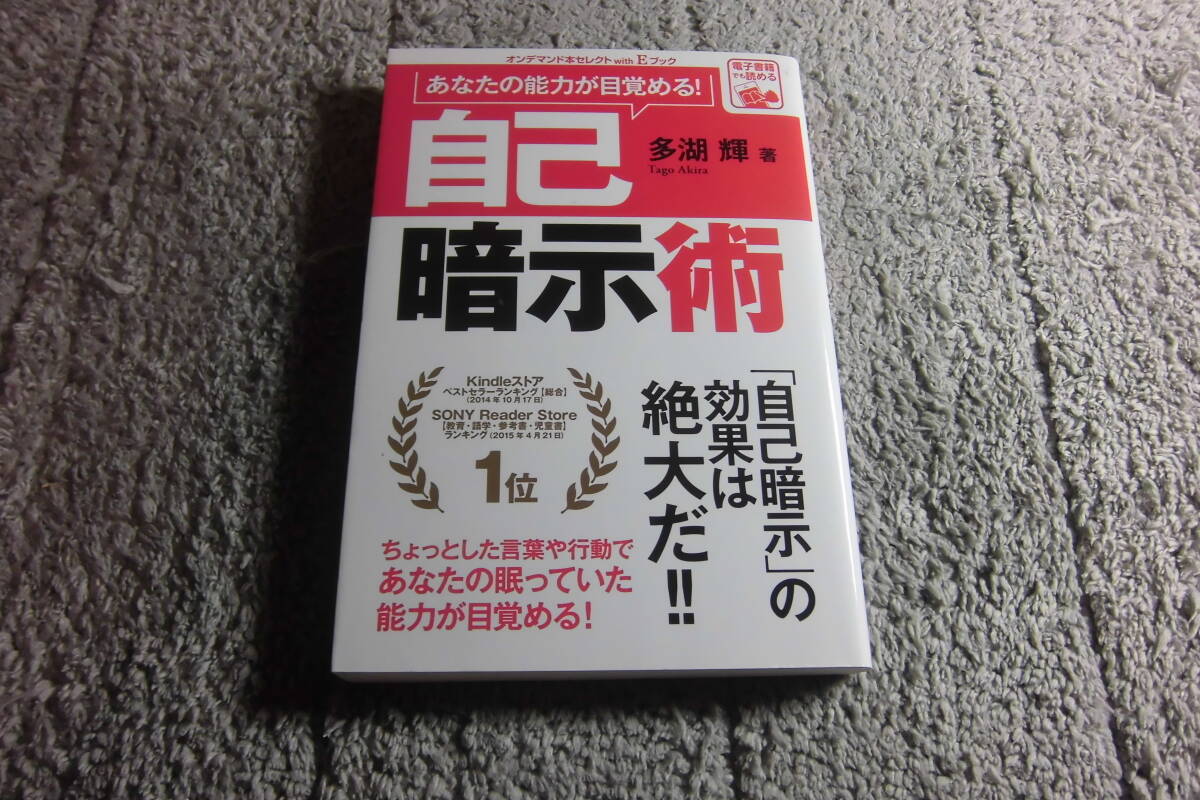 オンデマンド本セレクト with Eブック
電子書籍
でも読める
あなたの能力が目覚める!
自己
多湖 輝 著
Tago Akira
暗示術
Kindleストア
ベストセラーランキング【総合】
(2014年10月17日)
SONY Reader Store
【教育・語学・参考書・児童書】
ランキング(2015年4月21日)
1位
「自己暗示」の
効果は
絶大だ!!
ちょっとした言葉や行動で
あなたの眠っていた
能力が目覚める!